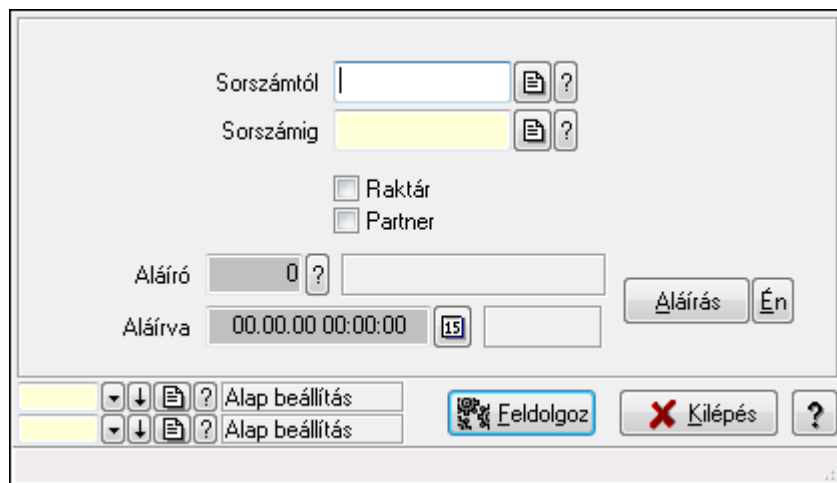 Sorszámtól ?
Sorszámig ?
Raktár
Partner
Aláíró 0 ?
Aláírás Én
Aláírva 00.00.00 00:00:00 15
? Alap beállítás
? Alap beállítás
Feldolgoz Kilépés ?